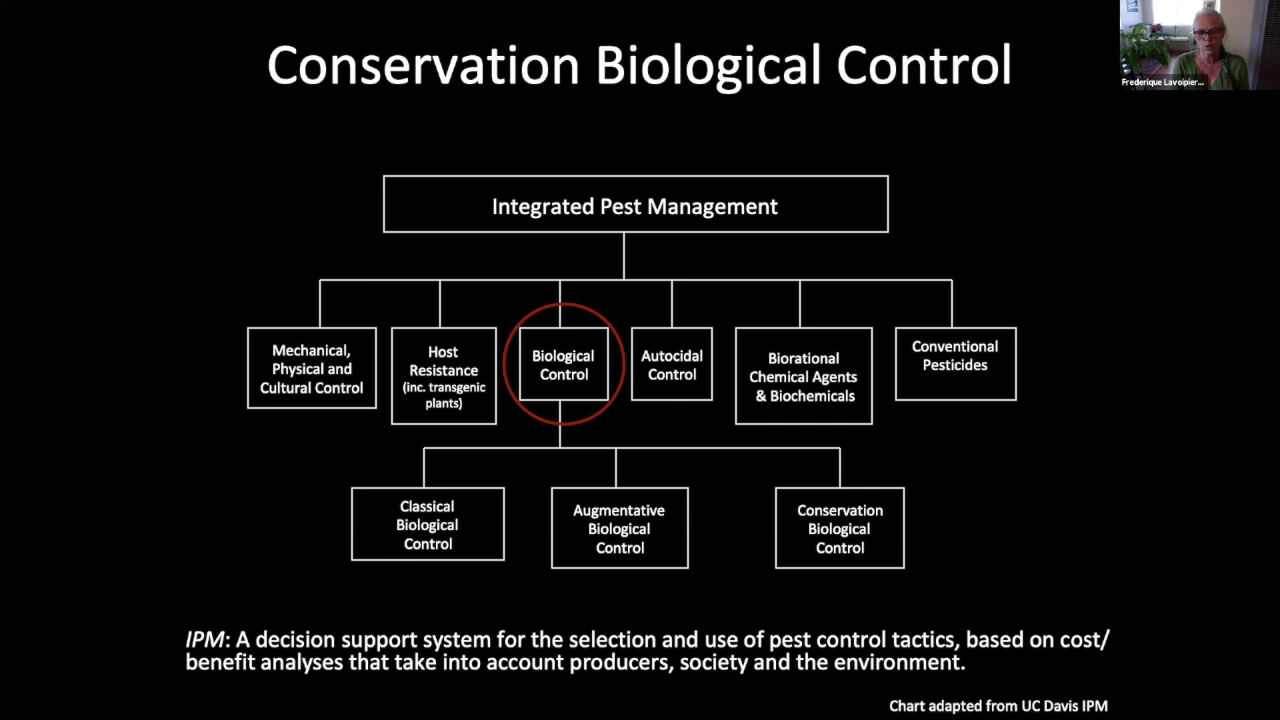 Conservation Biological Control
Frederique Lavoipier...
Integrated Pest Management
Mechanical,
Physical and
Cultural Control
Host
Resistance
(inc. transgenic
plants)
Biological
Control
Autocidal
Control
Biorational
Chemical Agents
& Biochemicals
Conventional
Pesticides
Classical
Biological
Control
Augmentative
Biological
Control
Conservation
Biological
Control
IPM: A decision support system for the selection and use of pest control tactics, based on cost/
benefit analyses that take into account producers, society and the environment.
Chart adapted from UC Davis IPM